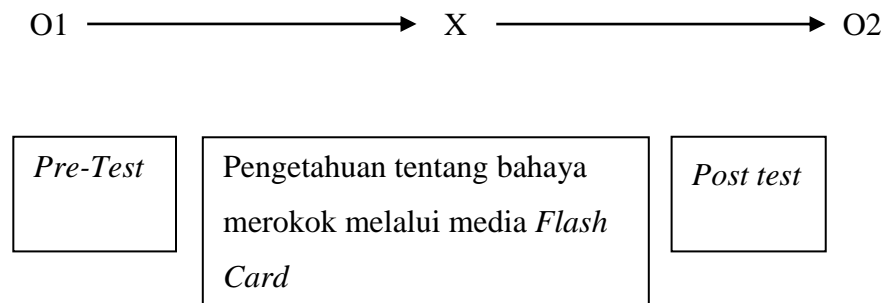 O1 X O2
Pre-Test
Pengetahuan tentang bahaya
merokok melalui media Flash
Card
Post test